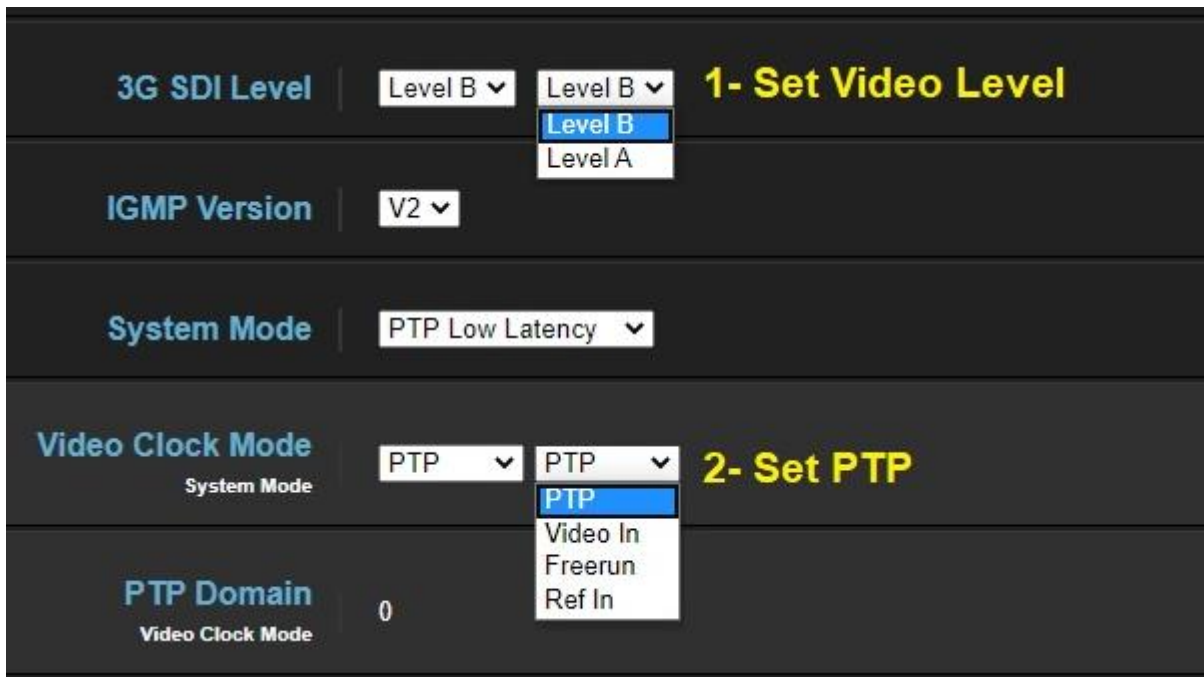 3G SDI Level Level B Level B 1- Set Video Level
Level B
Level A
IGMP Version V2
System Mode PTP Low Latency
Video Clock Mode PTP PTP 2- Set PTP
System Mode
PTP
Video In
Freerun
Ref In
PTP Domain 0
Video Clock Mode